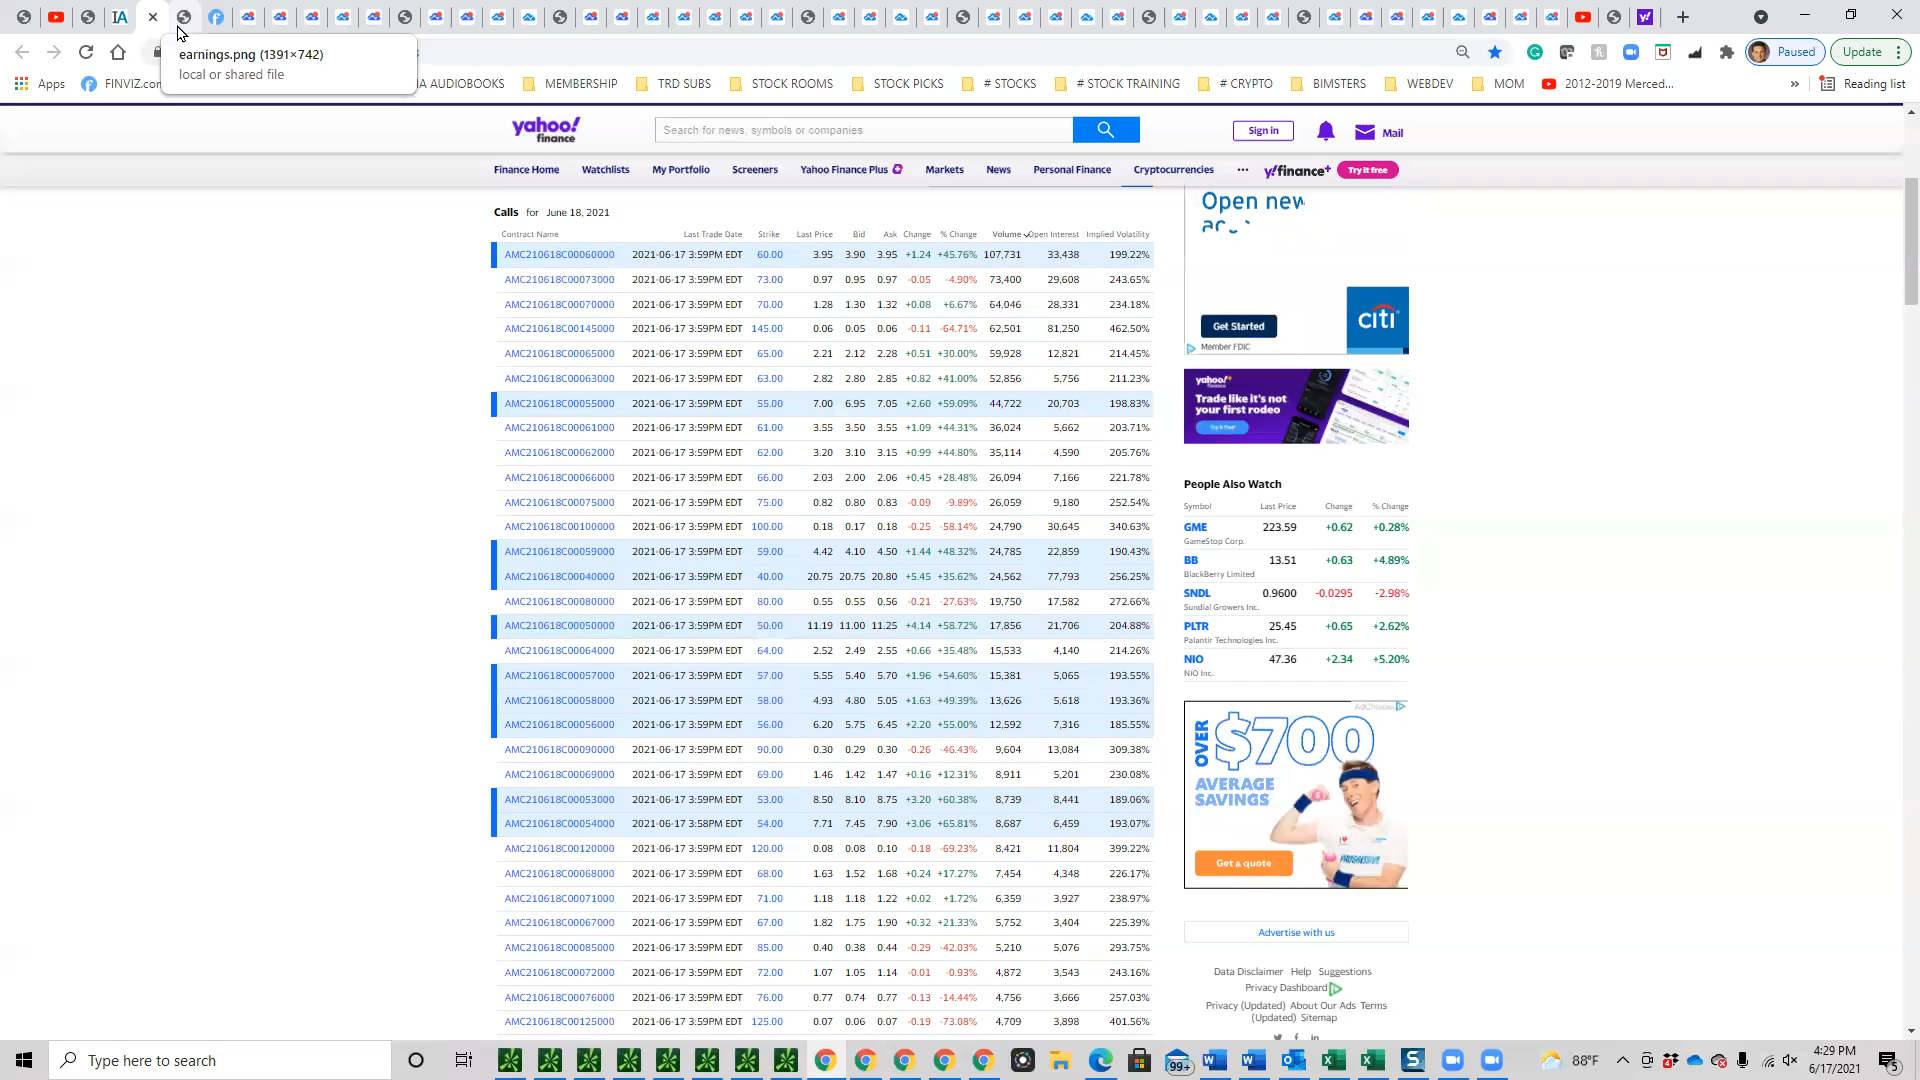 IA
earnings.png (1391×742)
local or shared file
Paused
Update
Apps
FINVIZ.com
IA AUDIOBOOKS
MEMBERSHIP
TRD SUBS
STOCK ROOMS
STOCK PICKS
# STOCKS
# STOCK TRAINING
# CRYPTO
BIMSTERS
WEBDEV
MOM
2012-2019 Merced...
Reading list
yahoo!
finance
Search for news, symbols or companies
Sign in
Mail
Finance Home Watchlists My Portfolio Screeners Yahoo Finance Plus Markets News Personal Finance Cryptocurrencies ... y!finance+ Try it free
Calls for June 18, 2021
Contract Name Last Trade Date Strike Last Price Bid Ask Change % Change Volume Open Interest Implied Volatility
AMC210618C00060000 2021-06-17 3:59PM EDT 60.00 3.95 3.90 3.95 +1.24 +45.76% 107,731 33,438 199.22%
AMC210618C00073000 2021-06-17 3:59PM EDT 73.00 0.97 0.95 0.97 -0.05 -4.90% 73,400 29,608 243.65%
AMC210618C00070000 2021-06-17 3:59PM EDT 70.00 1.28 1.30 1.32 +0.08 +6.67% 64,046 28,331 234.18%
AMC210618C00145000 2021-06-17 3:59PM EDT 145.00 0.06 0.05 0.06 -0.11 -64.71% 62,501 81,250 462.50%
AMC210618C00065000 2021-06-17 3:59PM EDT 65.00 2.21 2.12 2.28 +0.51 +30.00% 59,928 12,821 214.45%
AMC210618C00063000 2021-06-17 3:59PM EDT 63.00 2.82 2.80 2.85 +0.82 +41.00% 52,856 5,756 211.23%
AMC210618C00055000 2021-06-17 3:59PM EDT 55.00 7.00 6.95 7.05 +2.60 +59.09% 44,722 20,703 198.83%
AMC210618C00061000 2021-06-17 3:59PM EDT 61.00 3.55 3.50 3.55 +1.09 +44.31% 36,024 5,662 203.71%
AMC210618C00062000 2021-06-17 3:59PM EDT 62.00 3.20 3.10 3.15 +0.99 +44.80% 35,114 4,590 205.76%
AMC210618C00066000 2021-06-17 3:59PM EDT 66.00 2.03 2.00 2.06 +0.45 +28.48% 26,094 7,166 221.78%
AMC210618C00075000 2021-06-17 3:59PM EDT 75.00 0.82 0.80 0.83 -0.09 -9.89% 26,059 9,180 252.54%
AMC210618C00100000 2021-06-17 3:59PM EDT 100.00 0.18 0.17 0.18 -0.25 -58.14% 24,790 30,645 340.63%
AMC210618C00059000 2021-06-17 3:59PM EDT 59.00 4.42 4.10 4.50 +1.44 +48.32% 24,785 22,859 190.43%
AMC210618C00040000 2021-06-17 3:59PM EDT 40.00 20.75 20.75 20.80 +5.45 +35.62% 24,562 77,793 256.25%
AMC210618C00080000 2021-06-17 3:59PM EDT 80.00 0.55 0.55 0.56 -0.21 -27.63% 19,750 17,582 272.66%
AMC210618C00050000 2021-06-17 3:59PM EDT 50.00 11.19 11.00 11.25 +4.14 +58.72% 17,856 21,706 204.88%
AMC210618C00064000 2021-06-17 3:59PM EDT 64.00 2.52 2.49 2.55 +0.66 +35.48% 15,533 4,140 214.26%
AMC210618C00057000 2021-06-17 3:59PM EDT 57.00 5.55 5.40 5.70 +1.96 +54.60% 15,381 5,065 193.55%
AMC210618C00058000 2021-06-17 3:59PM EDT 58.00 4.93 4.80 5.05 +1.63 +49.39% 13,626 5,618 193.36%
AMC210618C00056000 2021-06-17 3:59PM EDT 56.00 6.20 5.75 6.45 +2.20 +55.00% 12,592 7,316 185.55%
AMC210618C00090000 2021-06-17 3:59PM EDT 90.00 0.30 0.29 0.30 -0.26 -46.43% 9,604 13,084 309.38%
AMC210618C00069000 2021-06-17 3:59PM EDT 69.00 1.46 1.42 1.47 +0.16 +12.31% 8,911 5,201 230.08%
AMC210618C00053000 2021-06-17 3:59PM EDT 53.00 8.50 8.10 8.75 +3.20 +60.38% 8,739 8,441 189.06%
AMC210618C00054000 2021-06-17 3:58PM EDT 54.00 7.71 7.45 7.90 +3.06 +65.81% 8,687 6,459 193.07%
AMC210618C00120000 2021-06-17 3:59PM EDT 120.00 0.08 0.08 0.10 -0.18 -69.23% 8,421 11,804 399.22%
AMC210618C00068000 2021-06-17 3:59PM EDT 68.00 1.63 1.52 1.68 +0.24 +17.27% 7,454 4,348 226.17%
AMC210618C00071000 2021-06-17 3:59PM EDT 71.00 1.18 1.18 1.22 +0.02 +1.72% 6,359 3,927 238.97%
AMC210618C00067000 2021-06-17 3:59PM EDT 67.00 1.82 1.75 1.90 +0.32 +21.33% 5,752 3,404 225.39%
AMC210618C00085000 2021-06-17 3:59PM EDT 85.00 0.40 0.38 0.44 -0.29 -42.03% 5,210 5,076 293.75%
AMC210618C00072000 2021-06-17 3:59PM EDT 72.00 1.07 1.05 1.14 -0.01 -0.93% 4,872 3,543 243.16%
AMC210618C00076000 2021-06-17 3:59PM EDT 76.00 0.77 0.74 0.77 -0.13 -14.44% 4,756 3,666 257.03%
AMC210618C00125000 2021-06-17 3:59PM EDT 125.00 0.07 0.06 0.07 -0.19 -73.08% 4,709 3,898 401.56%
Open new
Get Started
citi
Member FDIC
yahoo!
finance
Trade like it's not
your first rodeo
Try it free
People Also Watch
Symbol Last Price Change % Change
GME 223.59 +0.62 +0.28%
GameStop Corp.
BB 13.51 +0.63 +4.89%
BlackBerry Limited
SNDL 0.9600 -0.0295 -2.98%
Sundial Growers Inc.
PLTR 25.45 +0.65 +2.62%
Palantir Technologies Inc.
NIO 47.36 +2.34 +5.20%
NIO Inc.
AdChoices
OVER
$700
AVERAGE
SAVINGS
PROGRESSIVE
Get a quote
Advertise with us
Data Disclaimer Help Suggestions
Privacy Dashboard
Privacy (Updated) About Our Ads Terms
(Updated) Sitemap
Type here to search
99+
88°F
4:29 PM
6/17/2021
5